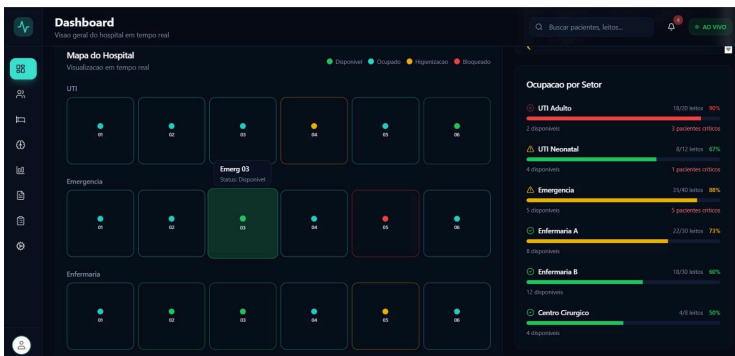 Dashboard
Visao geral do hospital em tempo real
Buscar pacientes, leitos...
4
AO VIVO
Mapa do Hospital
Visualizacao em tempo real
Disponivel Ocupado Higienizacao Bloqueado
UTI
01 02 03 04 05 06
Emerg 03
Status: Disponivel
Emergencia
01 02 03 04 05 06
Enfermaria
01 02 03 04 05 06
Ocupacao por Setor
UTI Adulto 18/20 leitos 90%
2 disponiveis 3 pacientes criticos
UTI Neonatal 8/12 leitos 67%
4 disponiveis 1 pacientes criticos
Emergencia 35/40 leitos 88%
5 disponiveis 5 pacientes criticos
Enfermaria A 22/30 leitos 73%
8 disponiveis
Enfermaria B 18/30 leitos 60%
12 disponiveis
Centro Cirurgico 4/8 leitos 50%
4 disponiveis